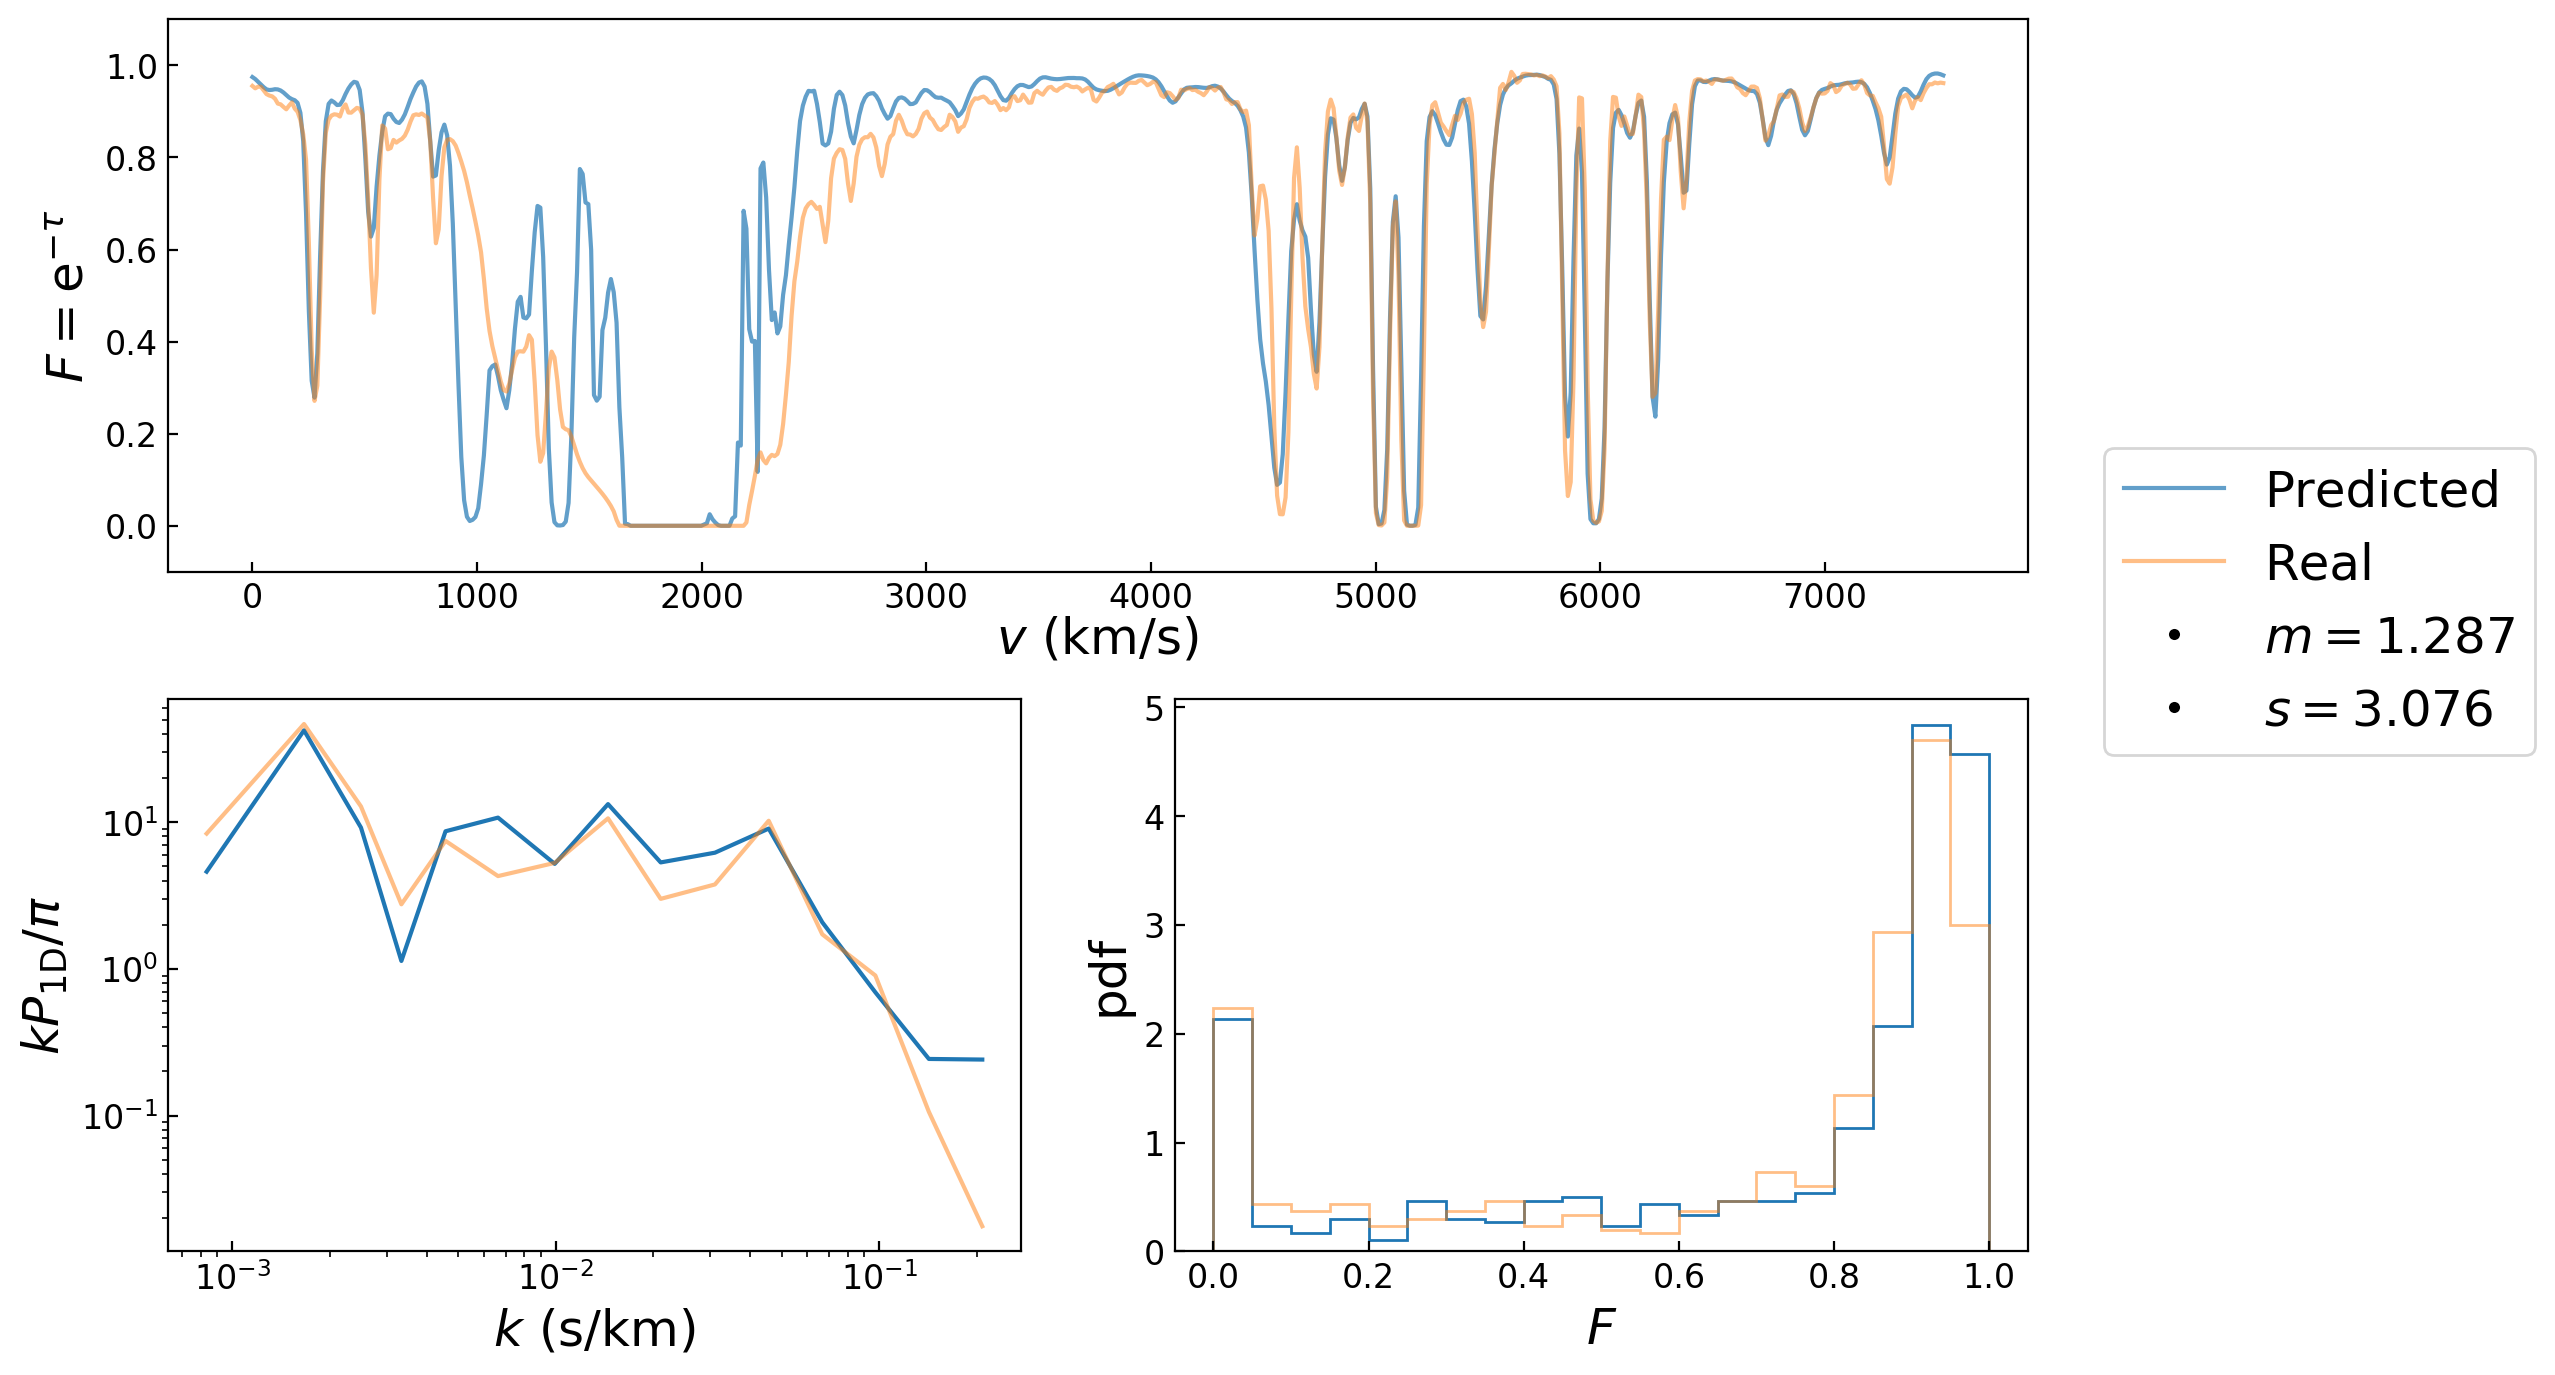 1.0
0.8
0.6
0.4
0.2
0.0
F = e^{−τ}
0 1000 2000 3000 4000 5000 6000 7000
v (km/s)
Predicted
Real
m = 1.287
s = 3.076
10^1
10^0
10^{−1}
kP_{1D}/π
10^{−3} 10^{−2} 10^{−1}
k (s/km)
5
4
3
2
1
0
pdf
0.0 0.2 0.4 0.6 0.8 1.0
F